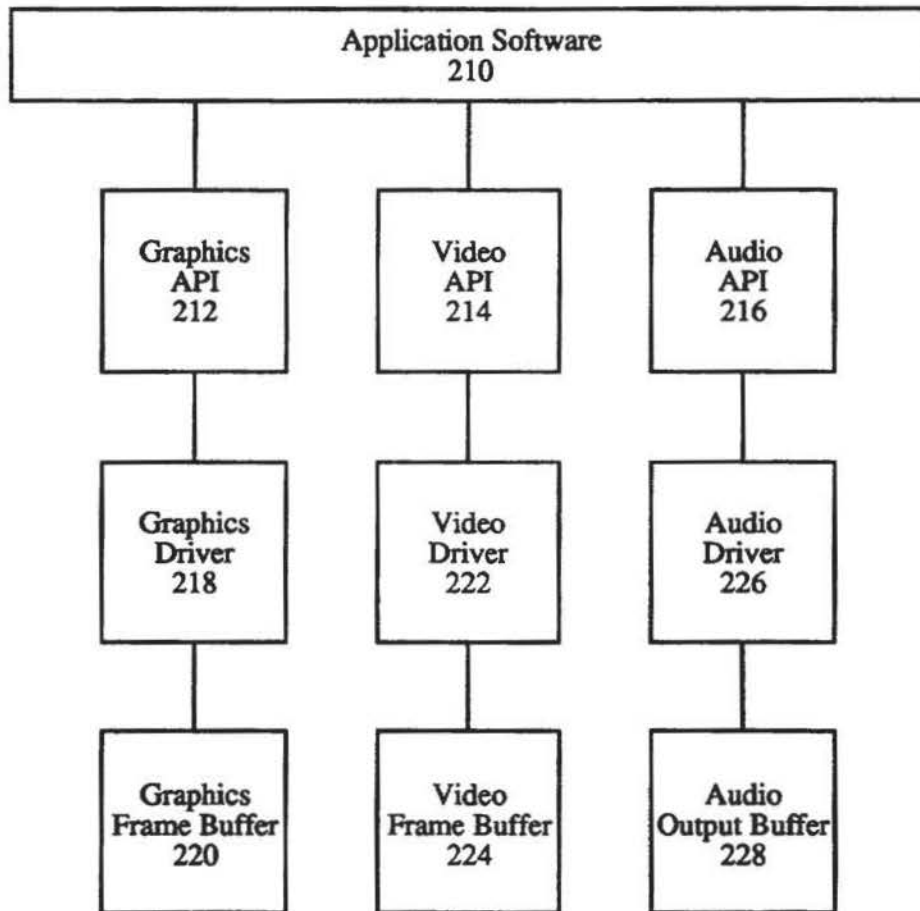 Application Software
210
Graphics
API
212
Video
API
214
Audio
API
216
Graphics
Driver
218
Video
Driver
222
Audio
Driver
226
Graphics
Frame Buffer
220
Video
Frame Buffer
224
Audio
Output Buffer
228